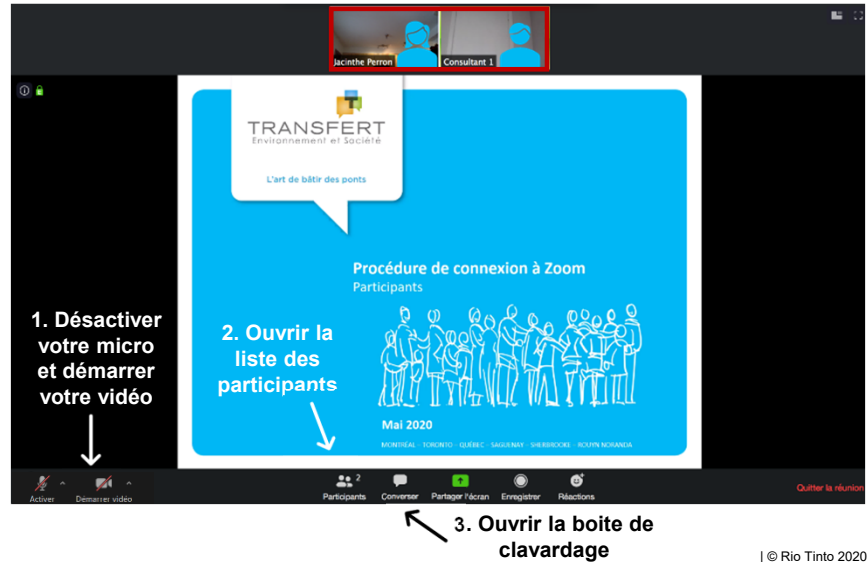 Jacinthe Perron
Consultant 1
TRANSFERT
Environnement et Société
L'art de bâtir des ponts
Procédure de connexion à Zoom
Participants
1. Désactiver
votre micro
et démarrer
votre vidéo
2. Ouvrir la
liste des
participants
Mai 2020
MONTRÉAL - TORONTO - QUÉBEC - SAGUENAY - SHERBROOKE - ROUYN NORANDA
Activer
Démarrer vidéo
2
Participants
Converser
Partager l'écran
Enregistrer
Réactions
Quitter la réunion
3. Ouvrir la boite de
clavardage
| © Rio Tinto 2020